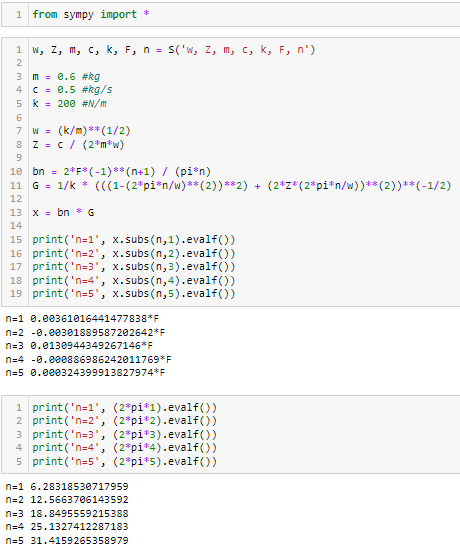 1 from sympy import *
1 w, Z, m, c, k, F, n = S('w, Z, m, c, k, F, n')
2
3 m = 0.6 #kg
4 c = 0.5 #kg/s
5 k = 200 #N/m
6
7 w = (k/m)**(1/2)
8 Z = c / (2*m*w)
9
10 bn = 2*F*(-1)**(n+1) / (pi*n)
11 G = 1/k * (((1-(2*pi*n/w)**(2))**2) + (2*Z*(2*pi*n/w))**(2))**(-1/2)
12
13 x = bn * G
14
15 print('n=1', x.subs(n,1).evalf())
16 print('n=2', x.subs(n,2).evalf())
17 print('n=3', x.subs(n,3).evalf())
18 print('n=4', x.subs(n,4).evalf())
19 print('n=5', x.subs(n,5).evalf())
n=1 0.00361016441477838*F
n=2 -0.00301889587202642*F
n=3 0.0130944349267146*F
n=4 -0.000886986242011769*F
n=5 0.000324399913827974*F
1 print('n=1', (2*pi*1).evalf())
2 print('n=2', (2*pi*2).evalf())
3 print('n=3', (2*pi*3).evalf())
4 print('n=4', (2*pi*4).evalf())
5 print('n=5', (2*pi*5).evalf())
n=1 6.28318530717959
n=2 12.5663706143592
n=3 18.8495559215388
n=4 25.1327412287183
n=5 31.4159265358979